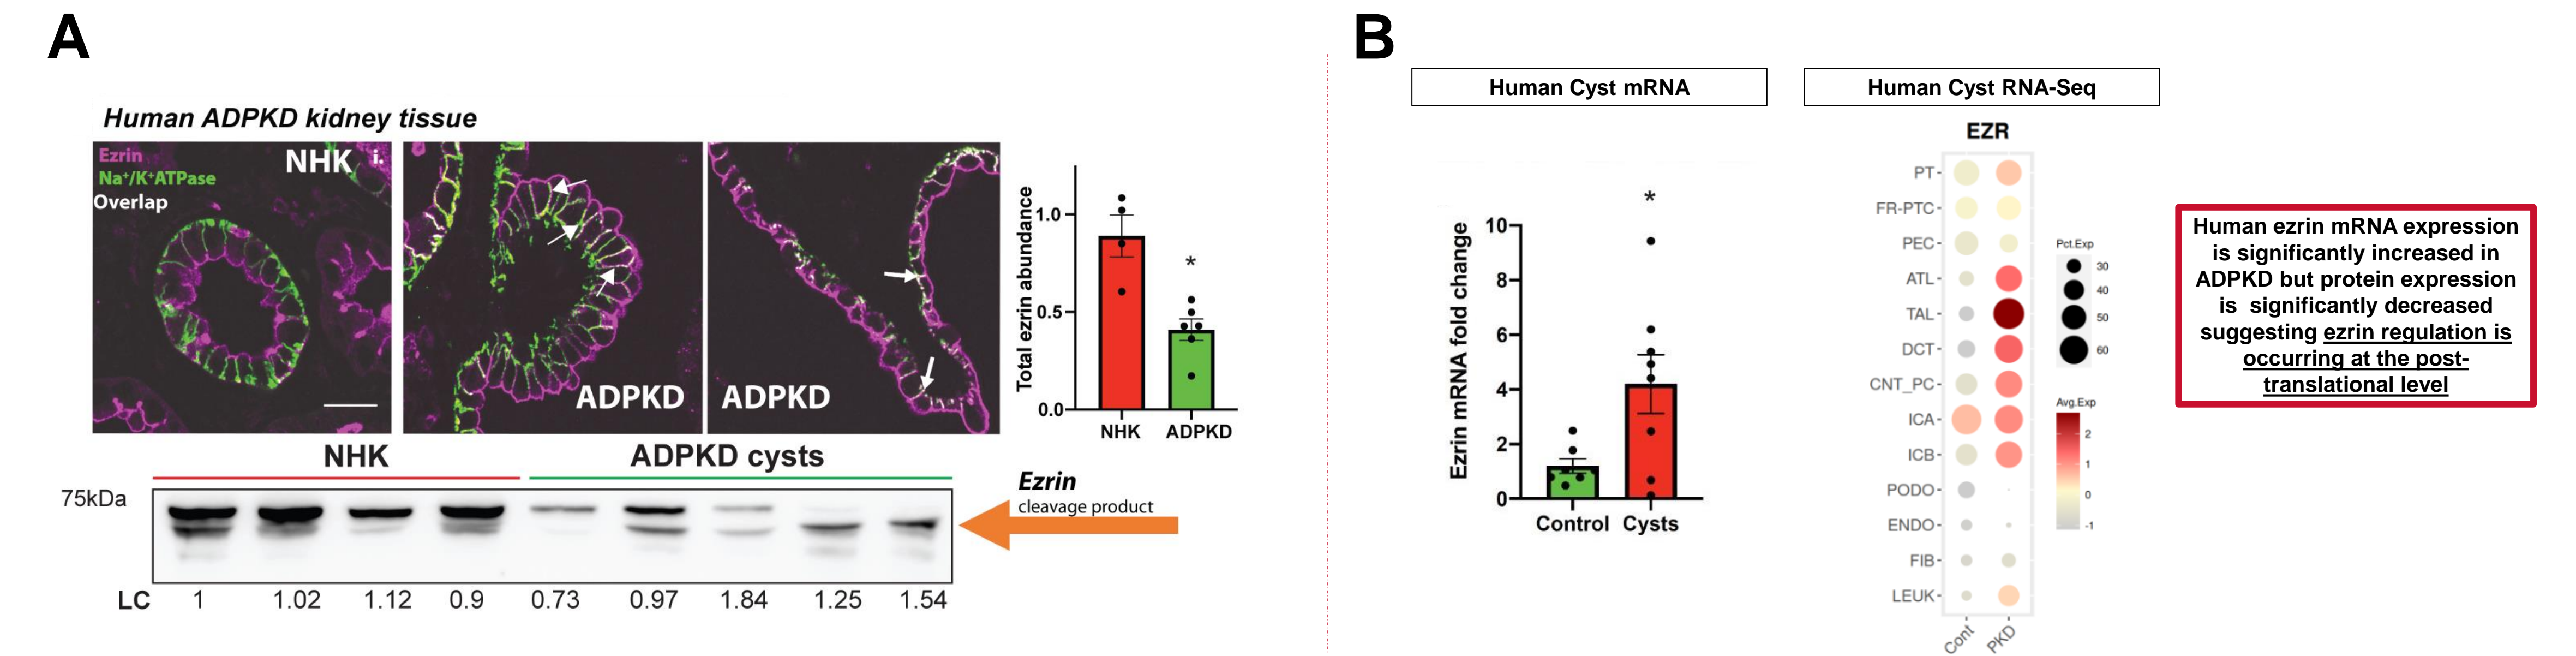 A
Human ADPKD kidney tissue
Ezrin
Na⁺/K⁺ATPase
Overlap
NHK
i.
ADPKD
ADPKD
Total ezrin abundance
1.0
0.5
0.0
*
NHK ADPKD
NHK
ADPKD cysts
75kDa
Ezrin
cleavage product
LC 1 1.02 1.12 0.9 0.73 0.97 1.84 1.25 1.54
B
Human Cyst mRNA
Ezrin mRNA fold change
10
8
6
4
2
0
*
Control Cysts
Human Cyst RNA-Seq
EZR
PT
FR-PTC
PEC
ATL
TAL
DCT
CNT_PC
ICA
ICB
PODO
ENDO
FIB
LEUK
Cont
PKD
Pct.Exp
30
40
50
60
Avg.Exp
2
1
0
-1
Human ezrin mRNA expression
is significantly increased in
ADPKD but protein expression
is significantly decreased
suggesting ezrin regulation is
occurring at the post-
translational level